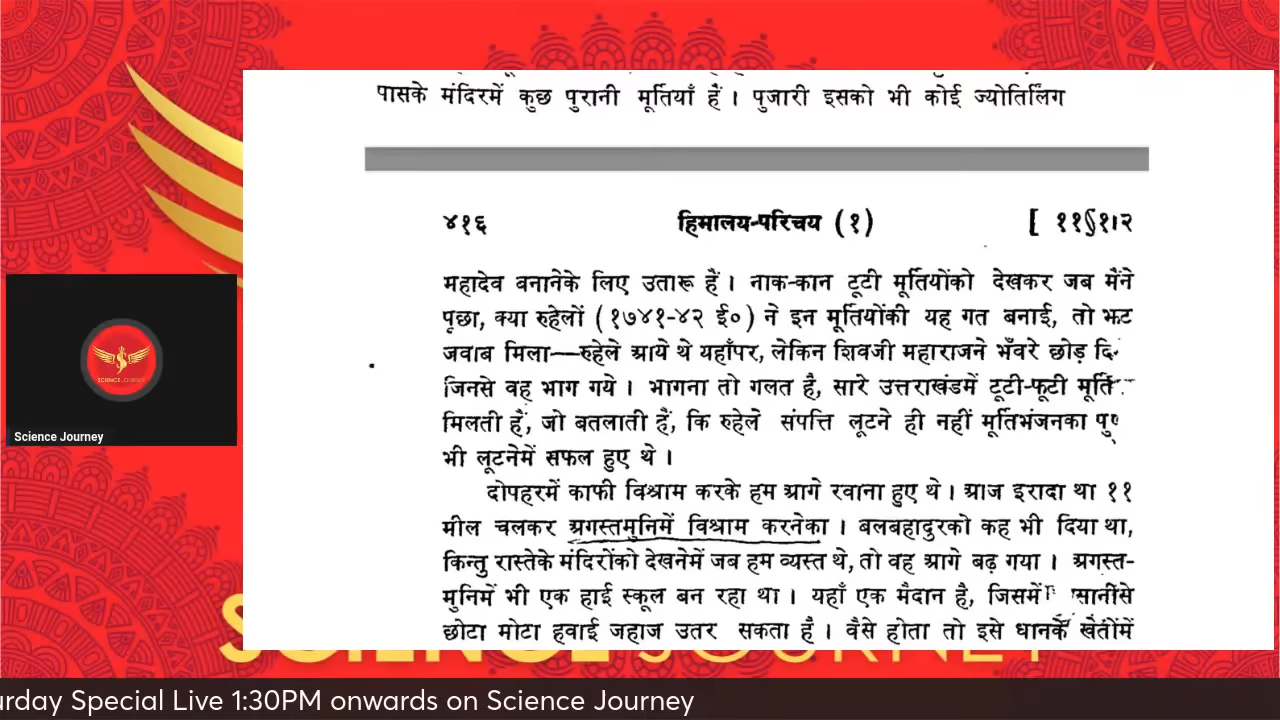 पासके मंदिरमें कुछ पुरानी मूर्तियाँ हैं । पुजारी इसको भी कोई ज्योतिर्लिंग
४१६ हिमालय-परिचय (१) [ ११§१।२
महादेव बनानेके लिए उतारू हैं । नाक-कान टूटी मूर्तियोंको देखकर जब मैंने
पूछा, क्या रुहेलों (१७४१-४२ ई०) ने इन मूर्तियोंकी यह गत बनाई, तो झट
जवाब मिला—रुहेले आये थे यहाँपर, लेकिन शिवजी महाराजने भँवरे छोड़
जिनसे वह भाग गये । भागना तो गलत है, सारे उत्तराखंडमें टूटी-फूटी
मिलती हैं, जो बतलाती हैं, कि रुहेले संपत्ति लूटने ही नहीं मूर्तिभंजनका
भी लूटनेमें सफल हुए थे ।
दोपहरमें काफी विश्राम करके हम आगे रवाना हुए थे । आज इरादा था ११
मील चलकर अगस्तमुनिमें विश्राम करनेका । बलबहादुरको कह भी दिया था,
किन्तु रास्तेके मंदिरोंको देखनेमें जब हम व्यस्त थे, तो वह आगे बढ़ गया । अगस्त-
मुनिमें भी एक हाई स्कूल बन रहा था । यहाँ एक मैदान है, जिसमें
छोटा मोटा हवाई जहाज उतर सकता है । वैसे होता तो इसे धानके खेतोंमें
Science Journey
SCIENCE JOURNEY
urday Special Live 1:30PM onwards on Science Journey